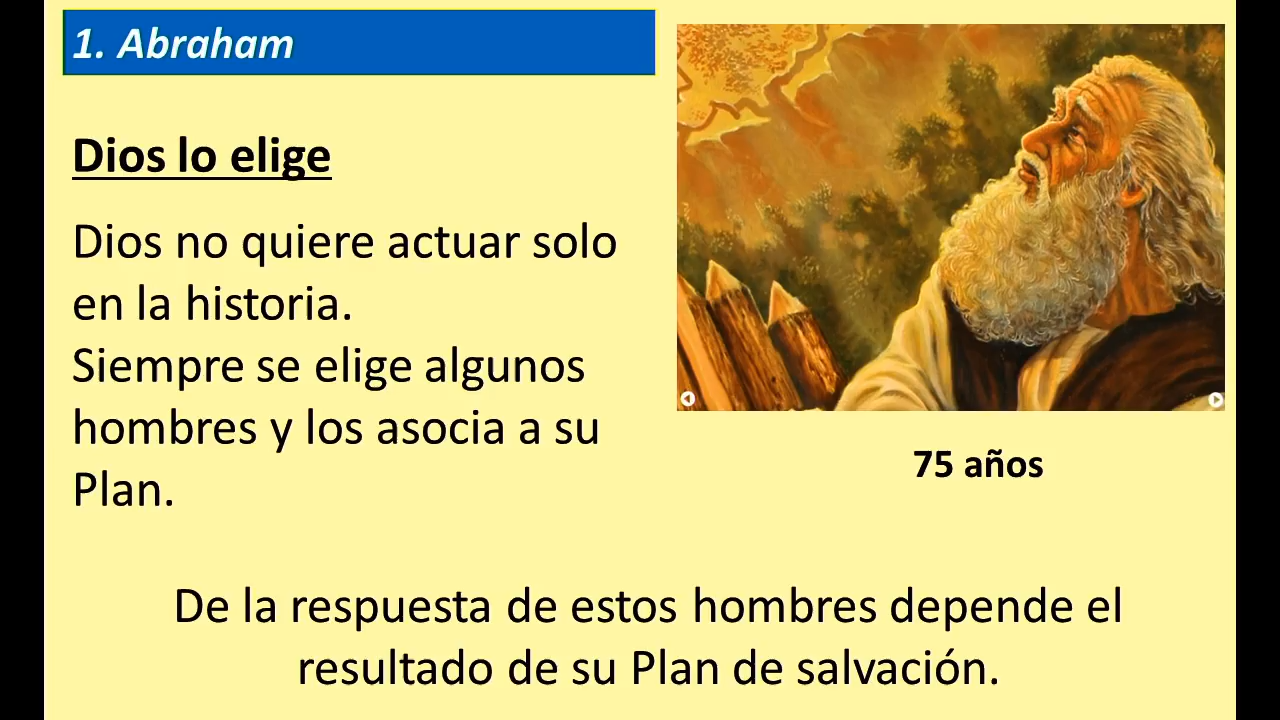 1. Abraham
Dios lo elige
Dios no quiere actuar solo
en la historia.
Siempre se elige algunos
hombres y los asocia a su
Plan.
75 años
De la respuesta de estos hombres depende el
resultado de su Plan de salvación.